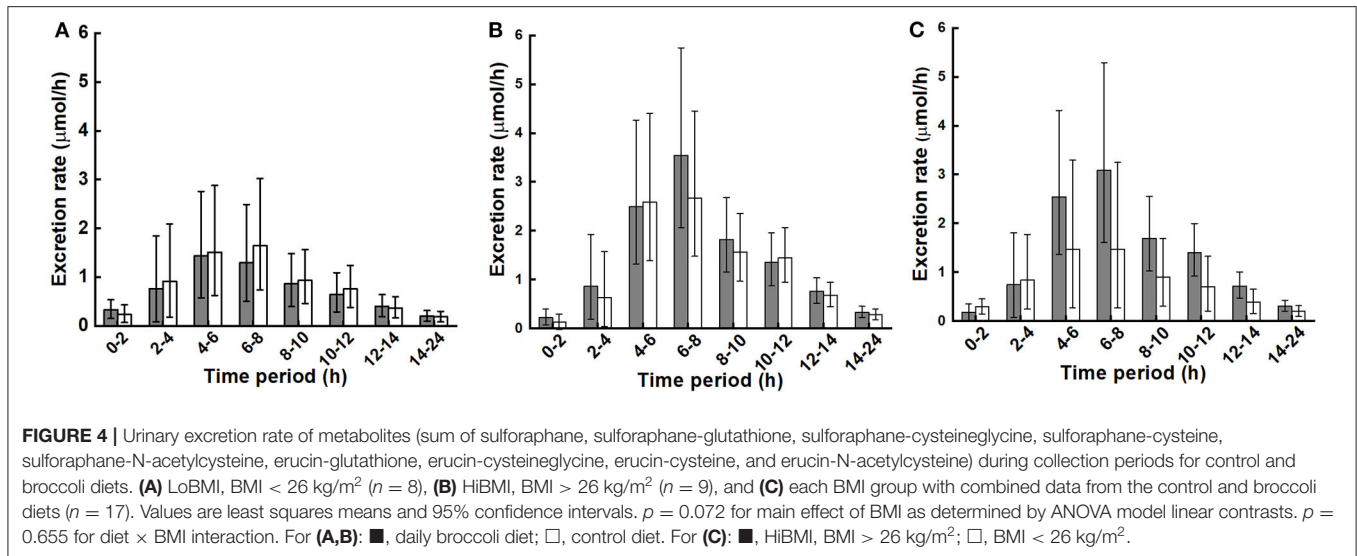 A
Excretion rate (μmol/h)
6
5
4
3
2
1
0
0-2 2-4 4-6 6-8 8-10 10-12 12-14 14-24
Time period (h)
B
Excretion rate (μmol/h)
6
5
4
3
2
1
0
0-2 2-4 4-6 6-8 8-10 10-12 12-14 14-24
Time period (h)
C
Excretion rate (μmol/h)
6
5
4
3
2
1
0
0-2 2-4 4-6 6-8 8-10 10-12 12-14 14-24
Time period (h)
FIGURE 4 | Urinary excretion rate of metabolites (sum of sulforaphane, sulforaphane-glutathione, sulforaphane-cysteineglycine, sulforaphane-cysteine,
sulforaphane-N-acetylcysteine, erucin-glutathione, erucin-cysteineglycine, erucin-cysteine, and erucin-N-acetylcysteine) during collection periods for control and
broccoli diets. (A) LoBMI, BMI < 26 kg/m² (n = 8), (B) HiBMI, BMI > 26 kg/m² (n = 9), and (C) each BMI group with combined data from the control and broccoli
diets (n = 17). Values are least squares means and 95% confidence intervals. p = 0.072 for main effect of BMI as determined by ANOVA model linear contrasts. p =
0.655 for diet × BMI interaction. For (A,B): ■, daily broccoli diet; □, control diet. For (C): ■, HiBMI, BMI > 26 kg/m²; □, BMI < 26 kg/m².